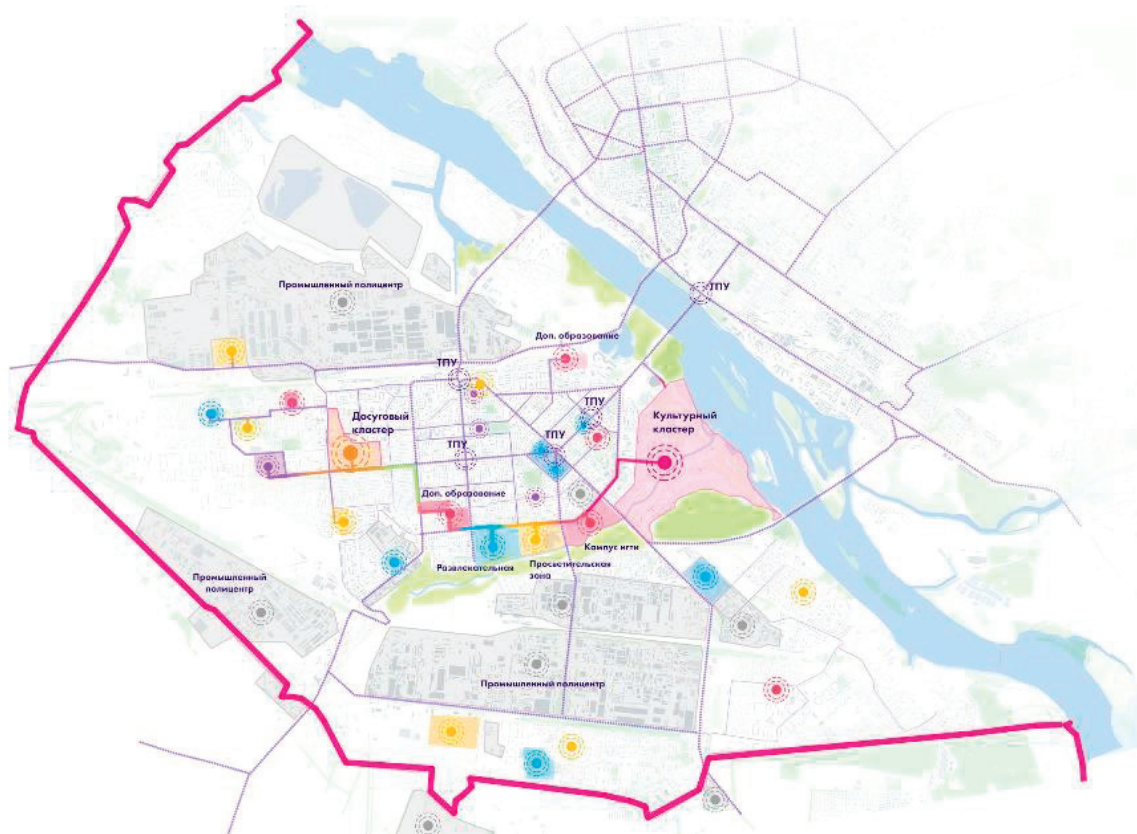 Промышленный полицентр
ТПУ
Доп. образование
ТПУ
ТПУ
Досуговый
кластер
Культурный
кластер
ТПУ
ТПУ
Доп. образование
Развлекательная
Просветительская
зона
Кампус нгти
Промышленный
полицентр
Промышленный полицентр